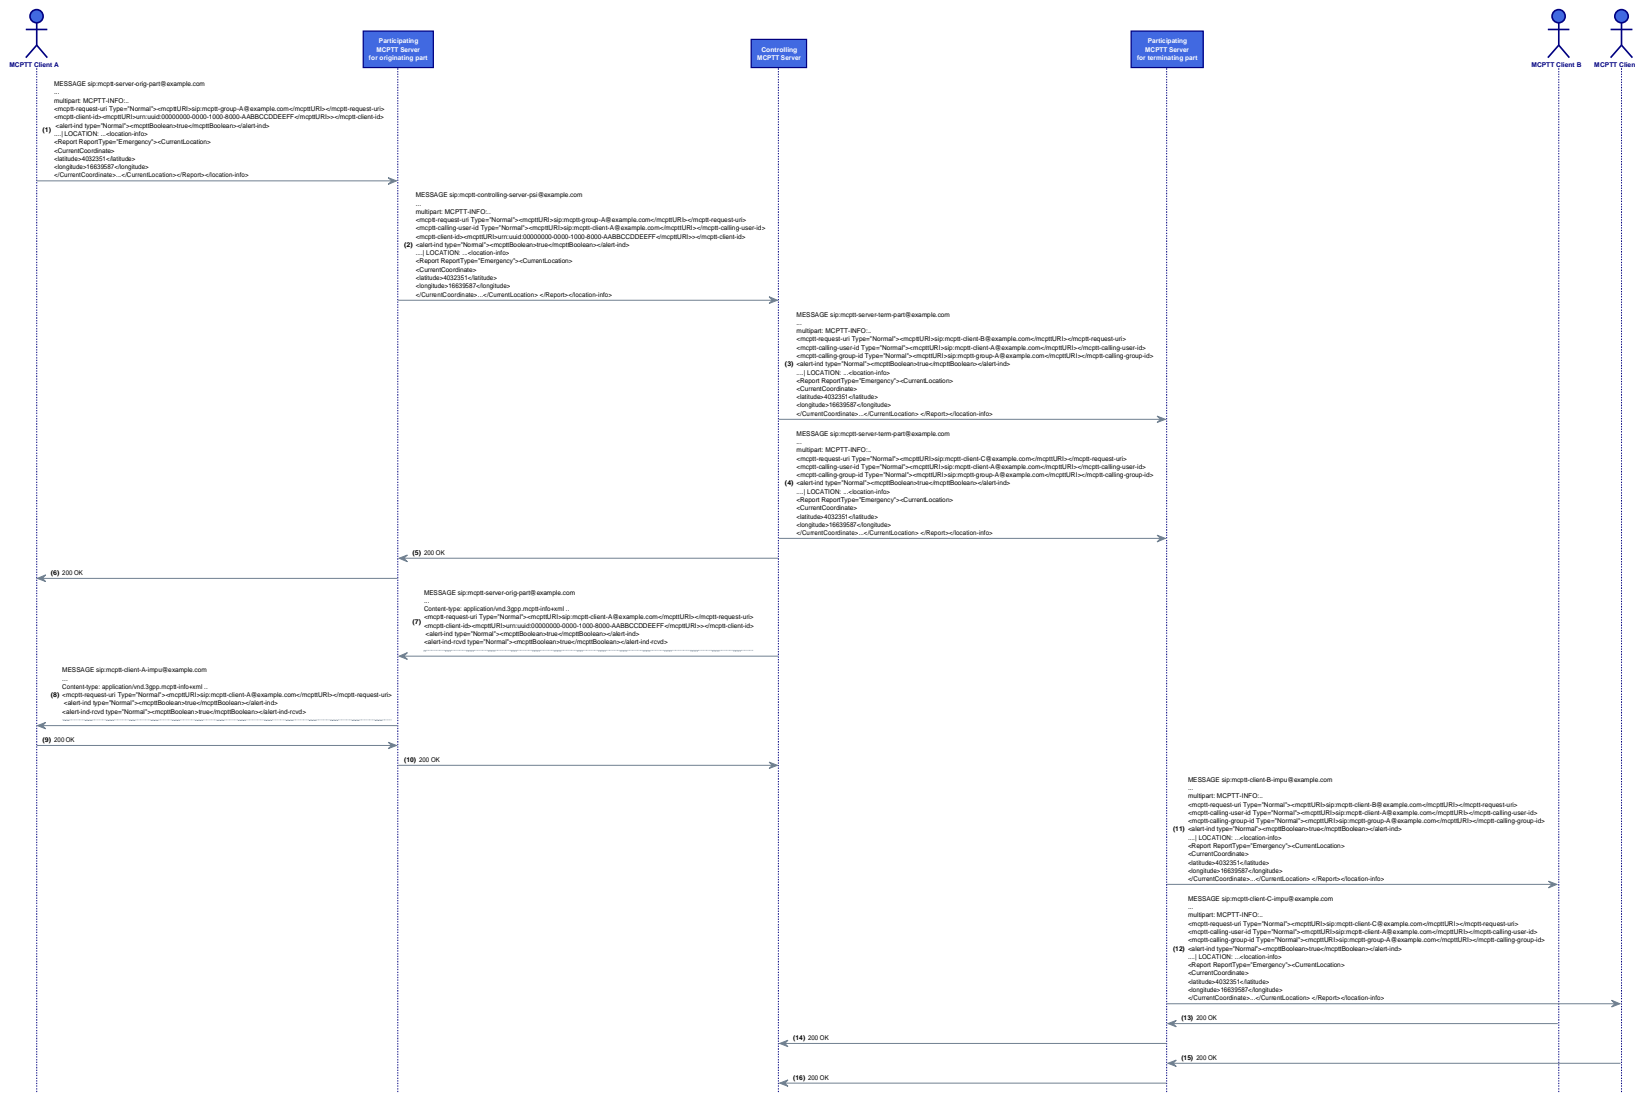 MCPTT Client A
Participating
MCPTT Server
for originating part
Controlling
MCPTT Server
Participating
MCPTT Server
for terminating part
MCPTT Client B
MCPTT Clien
MESSAGE sip:mcptt-server-orig-part@example.com
...
multipart: MCPTT-INFO:..
<mcptt-request-uri Type="Normal"><mcpttURI>sip:mcptt-group-A@example.com</mcpttURI></mcptt-request-uri>
<mcptt-client-id><mcpttURI>urn:uuid:00000000-0000-1000-8000-AABBCCDDEEFF</mcpttURI>></mcptt-client-id>
<alert-ind type="Normal"><mcpttBoolean>true</mcpttBoolean></alert-ind>
(1) ....| LOCATION: ...<location-info>
<Report ReportType="Emergency"><CurrentLocation>
<CurrentCoordinate>
<latitude>4032351</latitude>
<longitude>16639587</longitude>
</CurrentCoordinate>...</CurrentLocation></Report></location-info>
MESSAGE sip:mcptt-controlling-server-psi@example.com
...
multipart: MCPTT-INFO:..
<mcptt-request-uri Type="Normal"><mcpttURI>sip:mcptt-group-A@example.com</mcpttURI></mcptt-request-uri>
<mcptt-calling-user-id Type="Normal"><mcpttURI>sip:mcptt-client-A@example.com</mcpttURI></mcptt-calling-user-id>
<mcptt-client-id><mcpttURI>urn:uuid:00000000-0000-1000-8000-AABBCCDDEEFF</mcpttURI>></mcptt-client-id>
(2) <alert-ind type="Normal"><mcpttBoolean>true</mcpttBoolean></alert-ind>
....| LOCATION: ...<location-info>
<Report ReportType="Emergency"><CurrentLocation>
<CurrentCoordinate>
<latitude>4032351</latitude>
<longitude>16639587</longitude>
</CurrentCoordinate>...</CurrentLocation> </Report></location-info>
MESSAGE sip:mcptt-server-term-part@example.com
...
multipart: MCPTT-INFO:..
<mcptt-request-uri Type="Normal"><mcpttURI>sip:mcptt-client-B@example.com</mcpttURI></mcptt-request-uri>
<mcptt-calling-user-id Type="Normal"><mcpttURI>sip:mcptt-client-A@example.com</mcpttURI></mcptt-calling-user-id>
<mcptt-calling-group-id Type="Normal"><mcpttURI>sip:mcptt-group-A@example.com</mcpttURI></mcptt-calling-group-id>
(3) <alert-ind type="Normal"><mcpttBoolean>true</mcpttBoolean></alert-ind>
....| LOCATION: ...<location-info>
<Report ReportType="Emergency"><CurrentLocation>
<CurrentCoordinate>
<latitude>4032351</latitude>
<longitude>16639587</longitude>
</CurrentCoordinate>...</CurrentLocation> </Report></location-info>
MESSAGE sip:mcptt-server-term-part@example.com
...
multipart: MCPTT-INFO:..
<mcptt-request-uri Type="Normal"><mcpttURI>sip:mcptt-client-C@example.com</mcpttURI></mcptt-request-uri>
<mcptt-calling-user-id Type="Normal"><mcpttURI>sip:mcptt-client-A@example.com</mcpttURI></mcptt-calling-user-id>
<mcptt-calling-group-id Type="Normal"><mcpttURI>sip:mcptt-group-A@example.com</mcpttURI></mcptt-calling-group-id>
(4) <alert-ind type="Normal"><mcpttBoolean>true</mcpttBoolean></alert-ind>
....| LOCATION: ...<location-info>
<Report ReportType="Emergency"><CurrentLocation>
<CurrentCoordinate>
<latitude>4032351</latitude>
<longitude>16639587</longitude>
</CurrentCoordinate>...</CurrentLocation> </Report></location-info>
(5) 200 OK
(6) 200 OK
MESSAGE sip:mcptt-server-orig-part@example.com
...
Content-type: application/vnd.3gpp.mcptt-info+xml ..
<mcptt-request-uri Type="Normal"><mcpttURI>sip:mcptt-client-A@example.com</mcpttURI></mcptt-request-uri>
(7) <mcptt-client-id><mcpttURI>urn:uuid:00000000-0000-1000-8000-AABBCCDDEEFF</mcpttURI>></mcptt-client-id>
<alert-ind type="Normal"><mcpttBoolean>true</mcpttBoolean></alert-ind>
<alert-ind-rcvd type="Normal"><mcpttBoolean>true</mcpttBoolean></alert-ind-rcvd>
MESSAGE sip:mcptt-client-A-impu@example.com
...
Content-type: application/vnd.3gpp.mcptt-info+xml ..
(8) <mcptt-request-uri Type="Normal"><mcpttURI>sip:mcptt-client-A@example.com</mcpttURI></mcptt-request-uri>
<alert-ind type="Normal"><mcpttBoolean>true</mcpttBoolean></alert-ind>
<alert-ind-rcvd type="Normal"><mcpttBoolean>true</mcpttBoolean></alert-ind-rcvd>
(9) 200 OK
(10) 200 OK
MESSAGE sip:mcptt-client-B-impu@example.com
...
multipart: MCPTT-INFO:..
<mcptt-request-uri Type="Normal"><mcpttURI>sip:mcptt-client-B@example.com</mcpttURI></mcptt-request-uri>
<mcptt-calling-user-id Type="Normal"><mcpttURI>sip:mcptt-client-A@example.com</mcpttURI></mcptt-calling-user-id>
<mcptt-calling-group-id Type="Normal"><mcpttURI>sip:mcptt-group-A@example.com</mcpttURI></mcptt-calling-group-id>
(11) <alert-ind type="Normal"><mcpttBoolean>true</mcpttBoolean></alert-ind>
....| LOCATION: ...<location-info>
<Report ReportType="Emergency"><CurrentLocation>
<CurrentCoordinate>
<latitude>4032351</latitude>
<longitude>16639587</longitude>
</CurrentCoordinate>...</CurrentLocation> </Report></location-info>
MESSAGE sip:mcptt-client-C-impu@example.com
...
multipart: MCPTT-INFO:..
<mcptt-request-uri Type="Normal"><mcpttURI>sip:mcptt-client-C@example.com</mcpttURI></mcptt-request-uri>
<mcptt-calling-user-id Type="Normal"><mcpttURI>sip:mcptt-client-A@example.com</mcpttURI></mcptt-calling-user-id>
<mcptt-calling-group-id Type="Normal"><mcpttURI>sip:mcptt-group-A@example.com</mcpttURI></mcptt-calling-group-id>
(12) <alert-ind type="Normal"><mcpttBoolean>true</mcpttBoolean></alert-ind>
....| LOCATION: ...<location-info>
<Report ReportType="Emergency"><CurrentLocation>
<CurrentCoordinate>
<latitude>4032351</latitude>
<longitude>16639587</longitude>
</CurrentCoordinate>...</CurrentLocation> </Report></location-info>
(13) 200 OK
(14) 200 OK
(15) 200 OK
(16) 200 OK